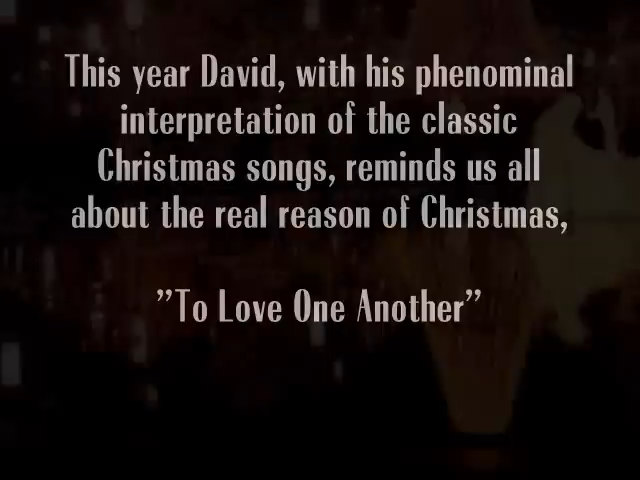 This year David, with his phenominal
interpretation of the classic
Christmas songs, reminds us all
about the real reason of Christmas,
"To Love One Another"